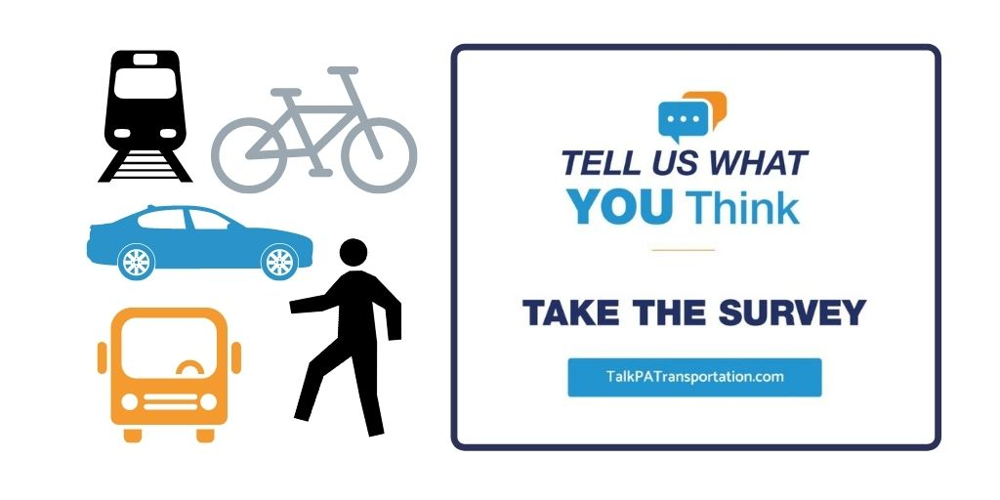 TELL US WHAT
YOU Think
TAKE THE SURVEY
TalkPATransportation.com